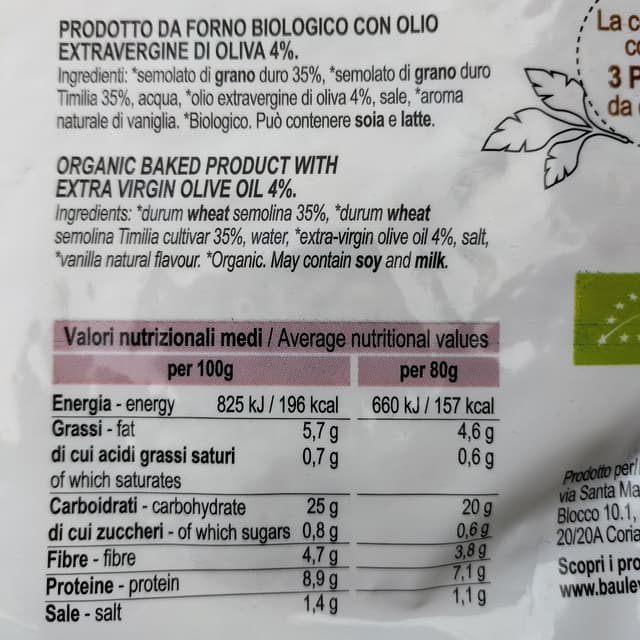 PRODOTTO DA FORNO BIOLOGICO CON OLIO
EXTRAVERGINE DI OLIVA 4%.
Ingredienti: *semolato di grano duro 35%, *semolato di grano duro
Timilia 35%, acqua, *olio extravergine di oliva 4%, sale, *aroma
naturale di vaniglia. *Biologico. Può contenere soia e latte.
ORGANIC BAKED PRODUCT WITH
EXTRA VIRGIN OLIVE OIL 4%.
Ingredients: *durum wheat semolina 35%, *durum wheat
semolina Timilia cultivar 35%, water, *extra-virgin olive oil 4%, salt,
*vanilla natural flavour. *Organic. May contain soy and milk.
Valori nutrizionali medi / Average nutritional values
per 100g per 80g
Energia - energy 825 kJ / 196 kcal 660 kJ / 157 kcal
Grassi - fat 5,7 g 4,6 g
di cui acidi grassi saturi 0,7 g 0,6 g
of which saturates
Carboidrati - carbohydrate 25 g 20 g
di cui zuccheri - of which sugars 0,8 g 0,6 g
Fibre - fibre 4,7 g 3,8 g
Proteine - protein 8,9 g 7,1 g
Sale - salt 1,4 g 1,1 g
La
3
da
Prodotto per
via Santa
Blocco 10.1,
20/20A
Scopri i